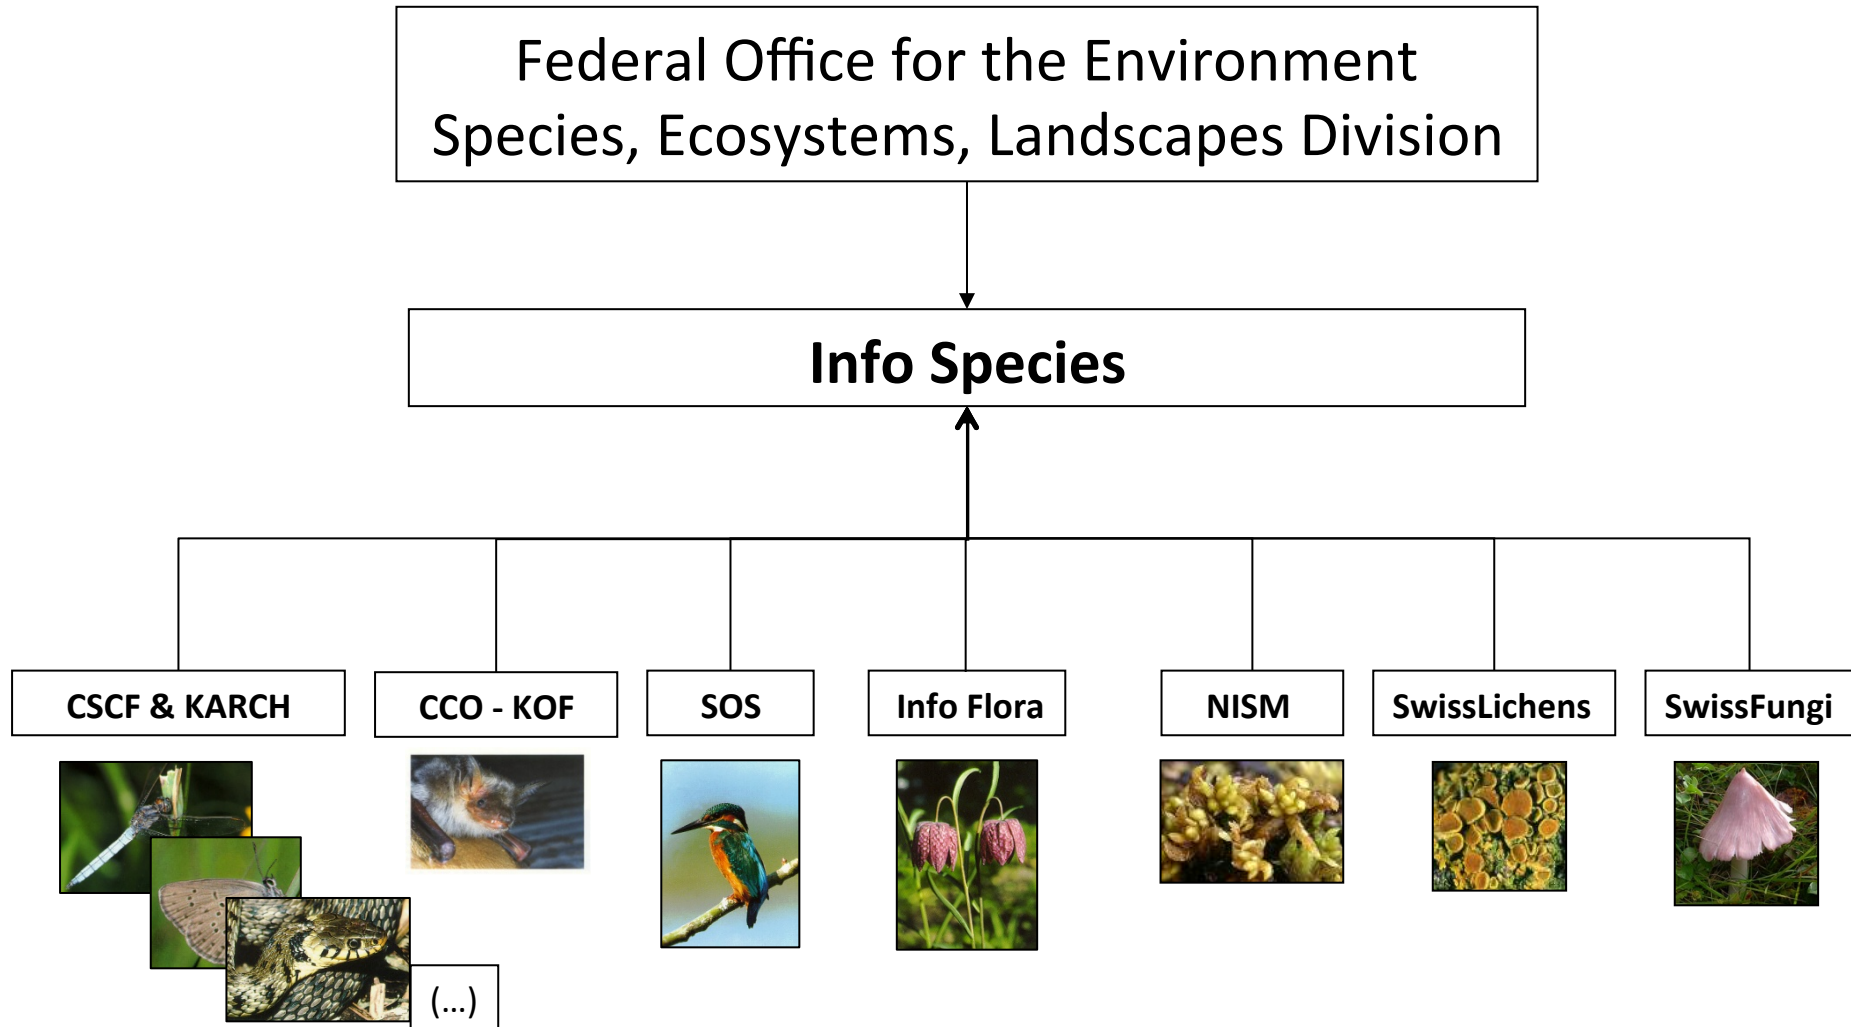 Federal Office for the Environment
Species, Ecosystems, Landscapes Division
Info Species
CSCF & KARCH
CCO - KOF
SOS
Info Flora
NISM
SwissLichens
SwissFungi
(...)